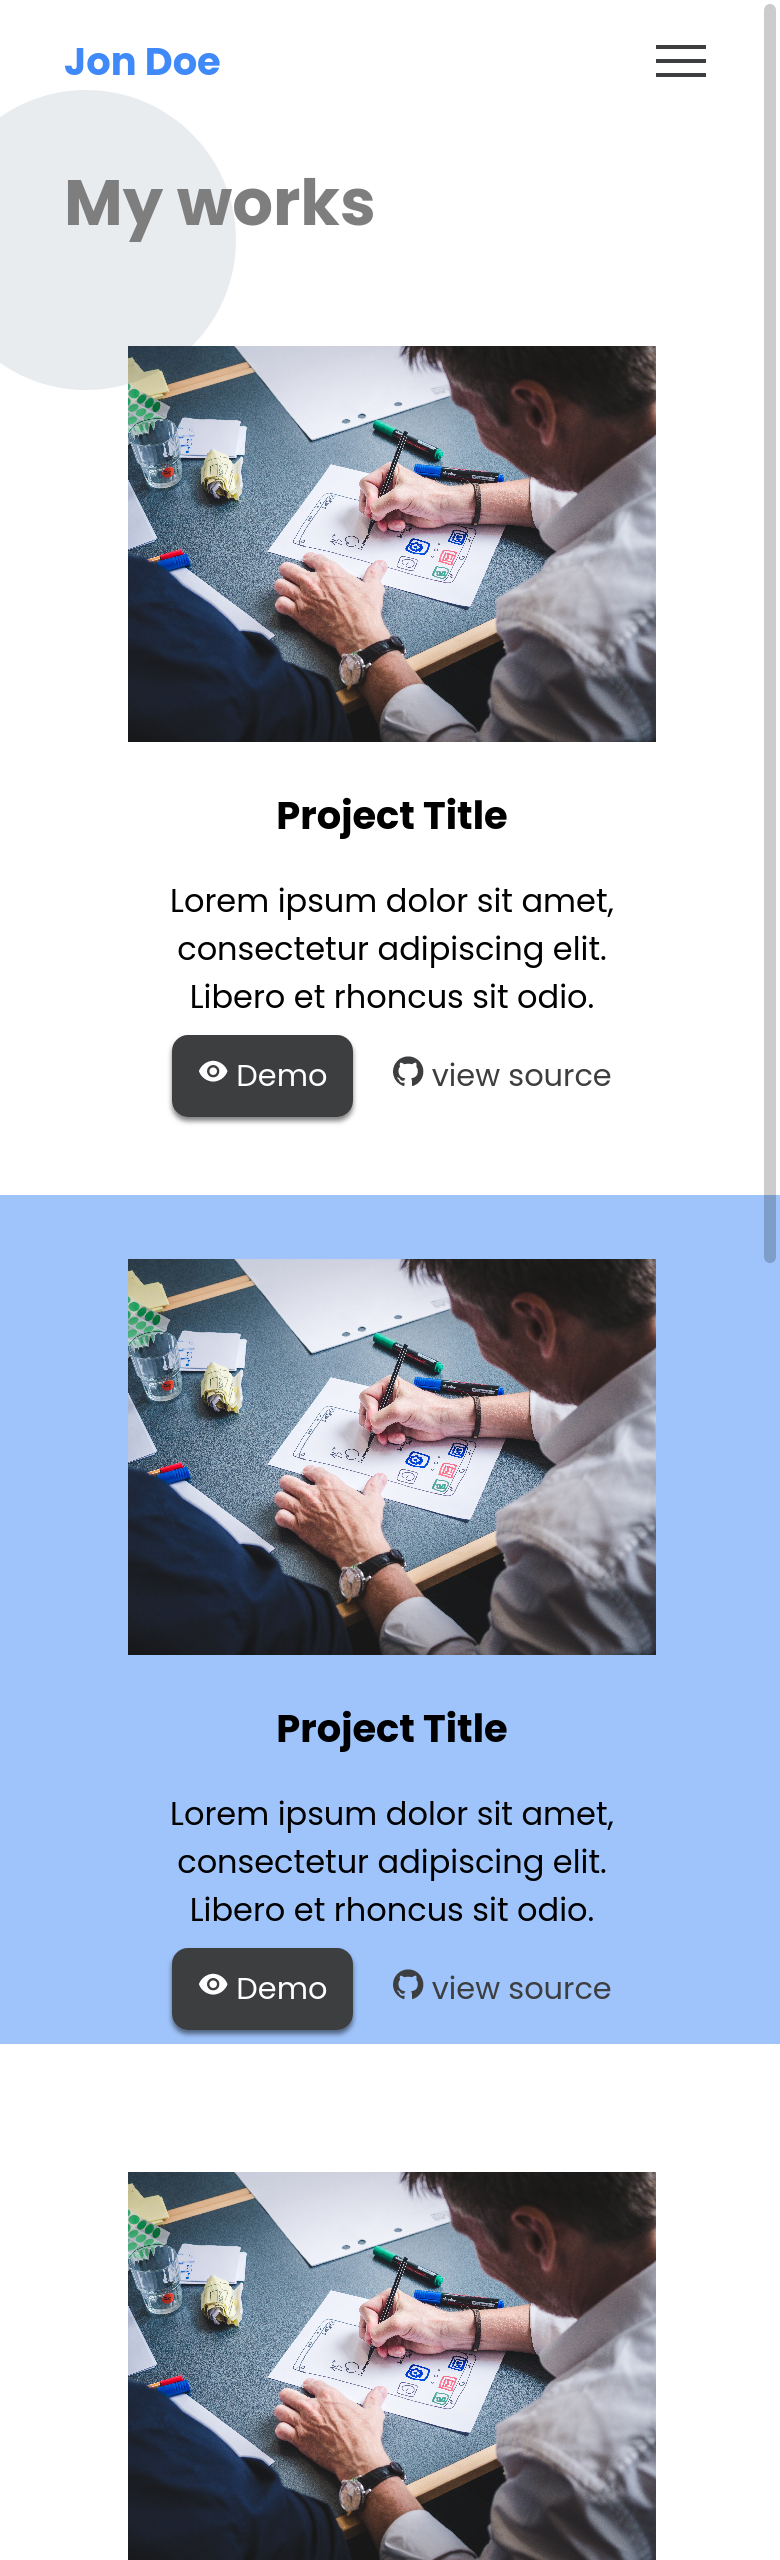 Jon Doe
My works
Project Title
Lorem ipsum dolor sit amet,
consectetur adipiscing elit.
Libero et rhoncus sit odio.
Demo
view source
Project Title
Lorem ipsum dolor sit amet,
consectetur adipiscing elit.
Libero et rhoncus sit odio.
Demo
view source